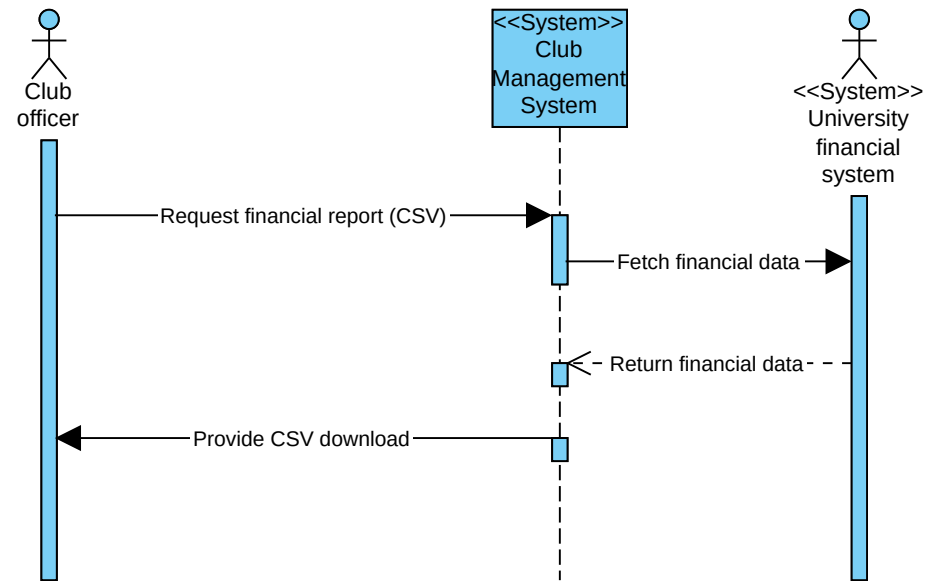 Club
officer
<<System>>
Club
Management
System
<<System>>
University
financial
system
Request financial report (CSV)
Fetch financial data
Return financial data
Provide CSV download